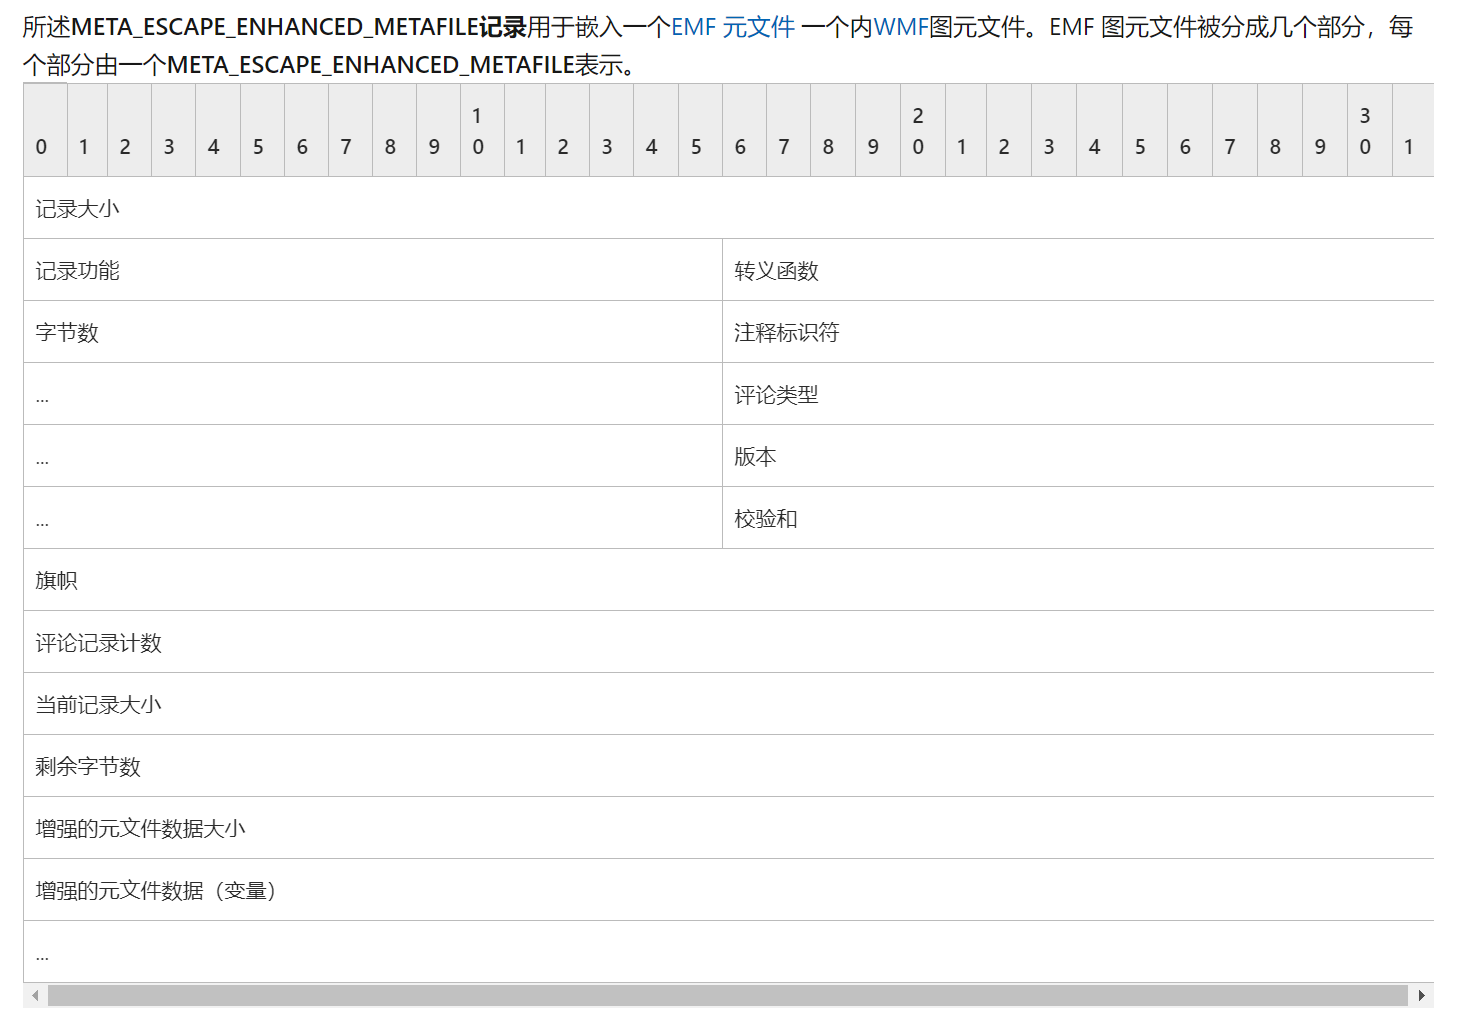 所述META_ESCAPE_ENHANCED_METAFILE记录用于嵌入一个EMF 元文件 一个内WMF图元文件。EMF 图元文件被分成几个部分，每
个部分由一个META_ESCAPE_ENHANCED_METAFILE表示。
0 1 2 3 4 5 6 7 8 9 10 1 2 3 4 5 6 7 8 9 20 1 2 3 4 5 6 7 8 9 30 1
记录大小
记录功能 转义函数
字节数 注释标识符
... 评论类型
... 版本
... 校验和
旗帜
评论记录计数
当前记录大小
剩余字节数
增强的元文件数据大小
增强的元文件数据（变量）
...